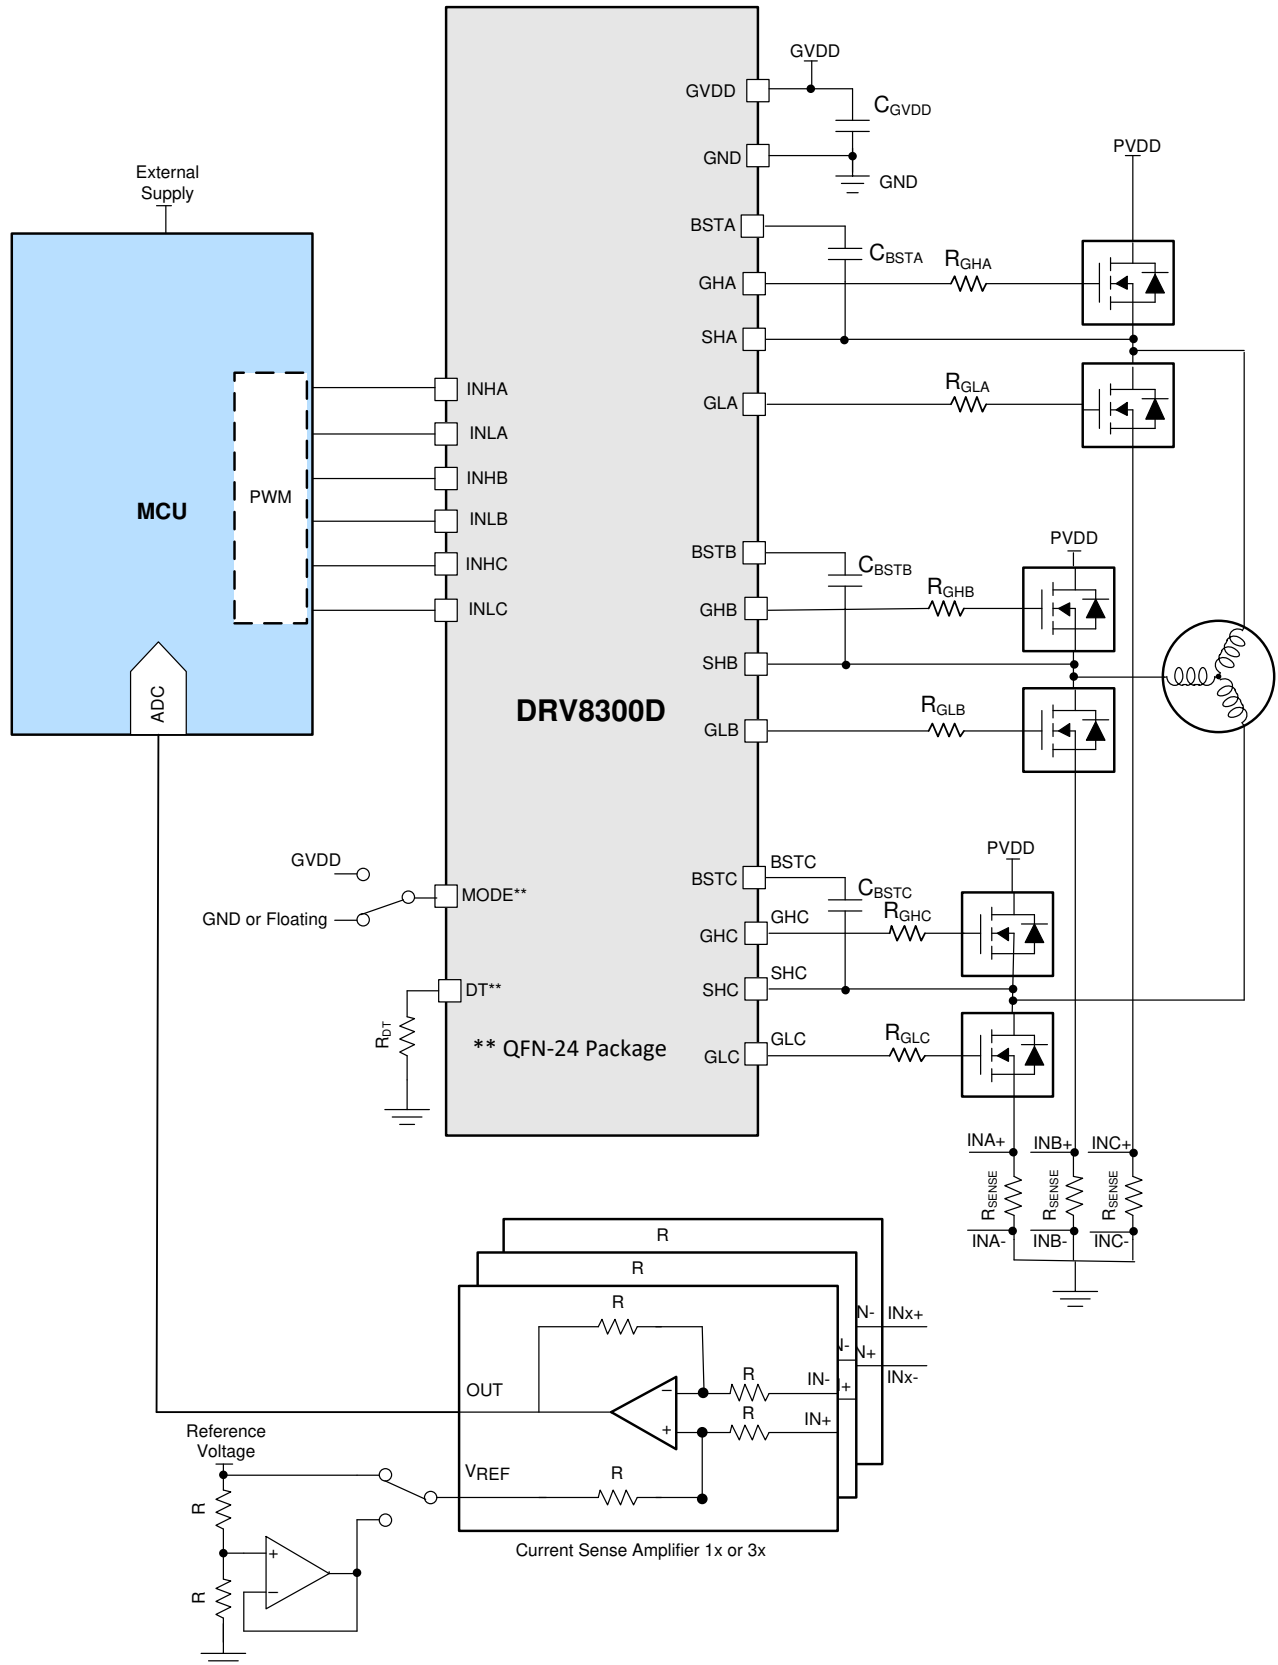 GVDD
GVDD
CGVDD
GND
GND
PVDD
External
Supply
BSTA
CBSTA
RGHA
GHA
SHA
RGLA
GLA
INHA
INLA
INHB
INLB
INHC
INLC
PWM
MCU
ADC
PVDD
BSTB
CBSTB
RGHB
GHB
SHB
DRV8300D
RGLB
GLB
PVDD
GVDD
BSTC
BSTC
CBSTC
MODE**
GND or Floating
GHC
GHC
RGHC
SHC
SHC
DT**
RDT
** QFN-24 Package
GLC
GLC
RGLC
INA+
INB+
INC+
RSENSE
RSENSE
RSENSE
INA-
INB-
INC-
R
R
R
N-
INx+
N-
N+
INx-
OUT
−
R
IN-
+
+
R
IN+
Reference
Voltage
VREF
R
R
+
−
R
Current Sense Amplifier 1x or 3x